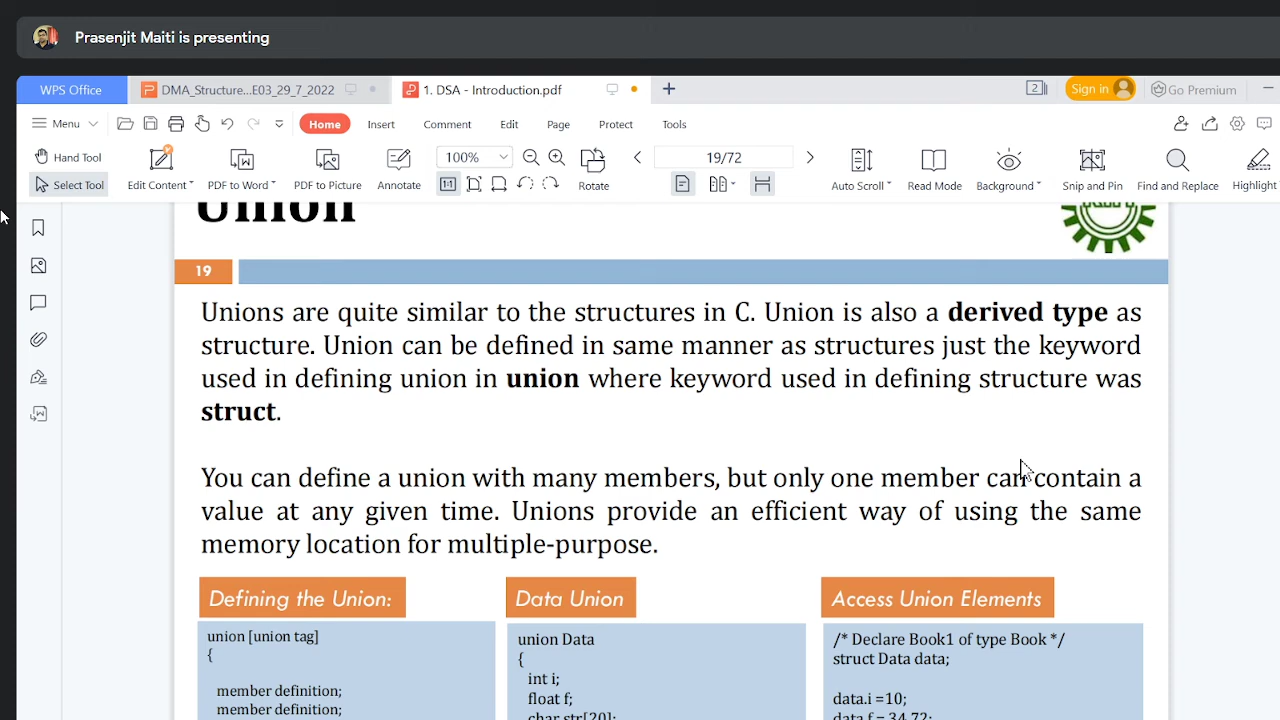 Prasenjit Maiti is presenting
WPS Office
DMA_Structure...E03_29_7_2022
1. DSA - Introduction.pdf
Sign in
Go Premium
Menu
Home
Insert
Comment
Edit
Page
Protect
Tools
Hand Tool
Select Tool
Edit Content
PDF to Word
PDF to Picture
Annotate
100%
Rotate
19/72
Auto Scroll
Read Mode
Background
Snip and Pin
Find and Replace
Highlight
Union
19
Unions are quite similar to the structures in C. Union is also a derived type as
structure. Union can be defined in same manner as structures just the keyword
used in defining union in union where keyword used in defining structure was
struct.
You can define a union with many members, but only one member can contain a
value at any given time. Unions provide an efficient way of using the same
memory location for multiple-purpose.
Defining the Union:
union [union tag]
{
member definition;
member definition;
Data Union
union Data
{
int i;
float f;
char str[20];
Access Union Elements
/* Declare Book1 of type Book */
struct Data data;
data.i =10;
data.f = 34.72;